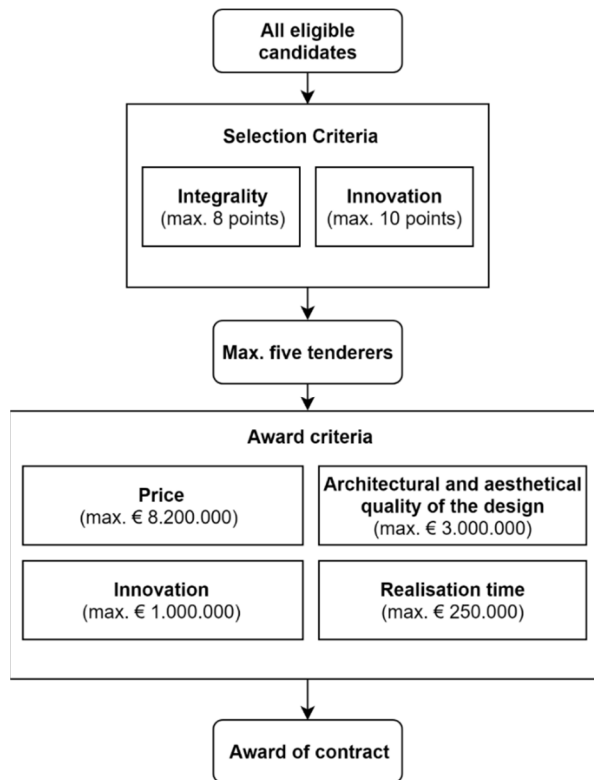 All eligible
candidates
Selection Criteria
Integrality
(max. 8 points)
Innovation
(max. 10 points)
Max. five tenderers
Award criteria
Price
(max. € 8.200.000)
Architectural and aesthetical
quality of the design
(max. € 3.000.000)
Innovation
(max. € 1.000.000)
Realisation time
(max. € 250.000)
Award of contract